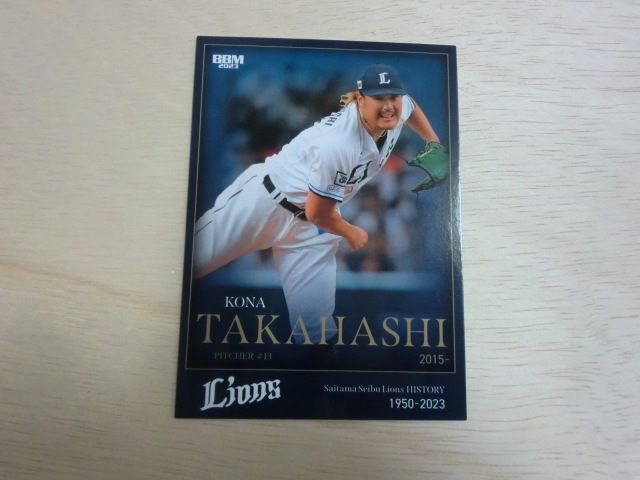 BBM
2023
L
KONA
TAKAHASHI
PITCHER #13
2015-
Lions
Saitama Seibu Lions HISTORY
1950-2023